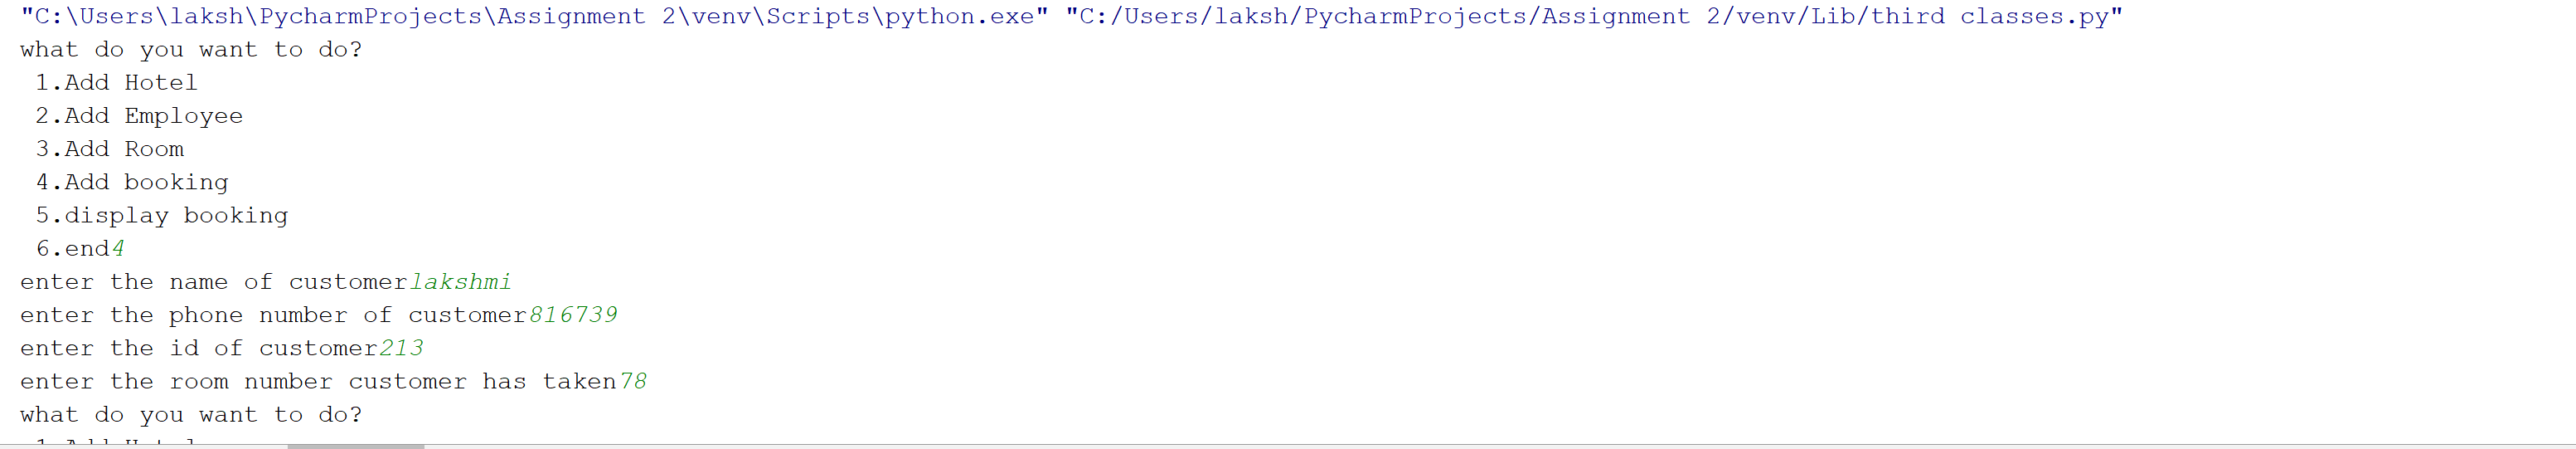 "C:\Users\laksh\PycharmProjects\Assignment 2\venv\Scripts\python.exe" "C:/Users/laksh/PycharmProjects/Assignment 2/venv/Lib/third classes.py"
what do you want to do?
 1.Add Hotel
 2.Add Employee
 3.Add Room
 4.Add booking
 5.display booking
 6.end4
enter the name of customerlakshmi
enter the phone number of customer816739
enter the id of customer213
enter the room number customer has taken78
what do you want to do?